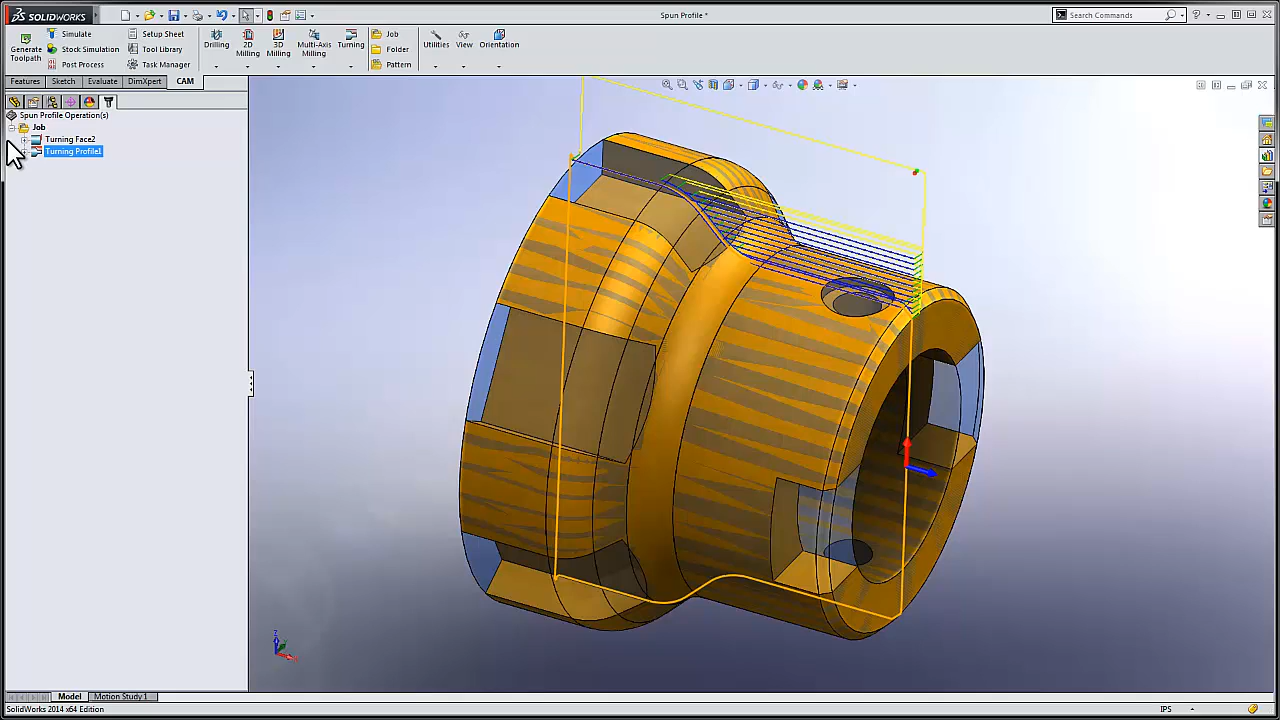 SOLIDWORKS
Spun Profile *
Search Commands
Generate Toolpath
Simulate
Stock Simulation
Post Process
Setup Sheet
Tool Library
Task Manager
Drilling
2D Milling
3D Milling
Multi-Axis Milling
Turning
Job
Folder
Pattern
Utilities
View
Orientation
Features
Sketch
Evaluate
DimXpert
CAM
Spun Profile Operation(s)
Job
Turning Face2
Turning Profile1
Z
Model
Motion Study 1
SolidWorks 2014 x64 Edition
IPS